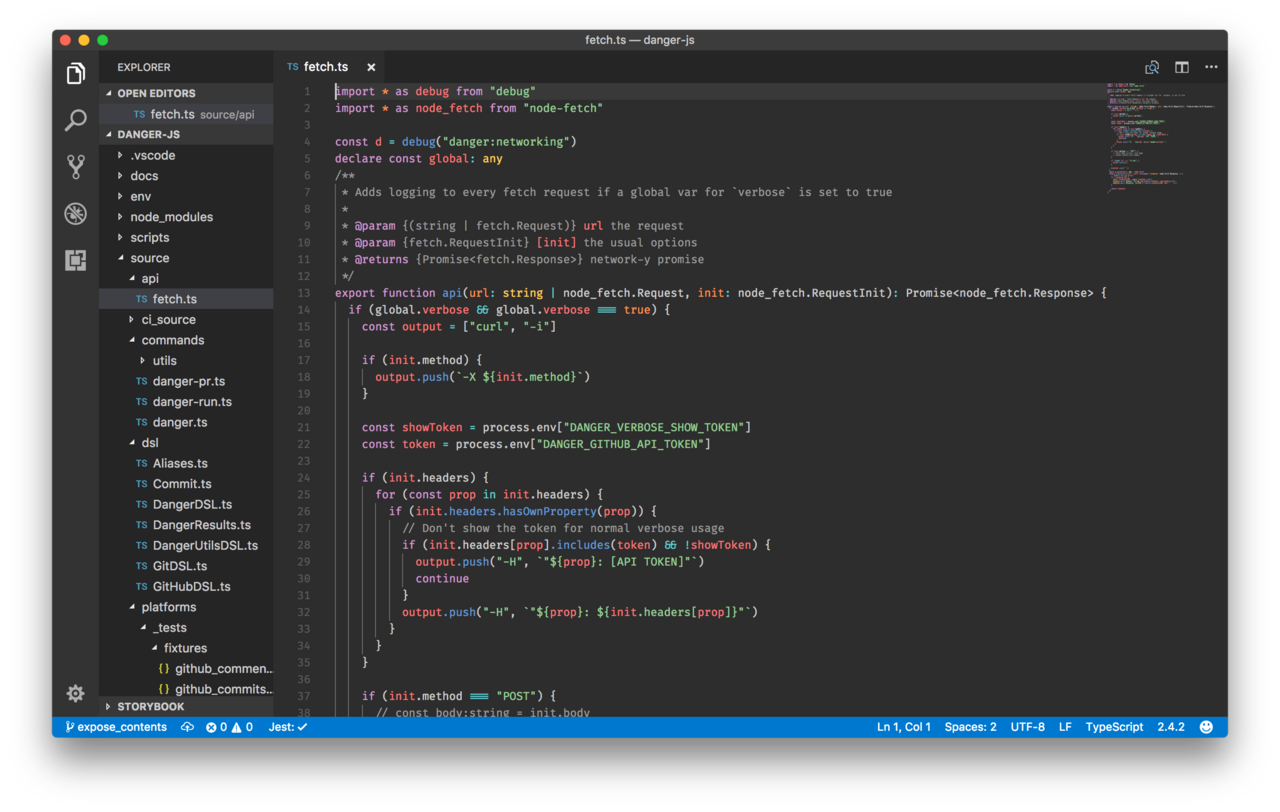 fetch.ts — danger-js
EXPLORER
OPEN EDITORS
TS fetch.ts source/api
DANGER-JS
.vscode
docs
env
node_modules
scripts
source
api
TS fetch.ts
ci_source
commands
utils
TS danger-pr.ts
TS danger-run.ts
TS danger.ts
dsl
TS Aliases.ts
TS Commit.ts
TS DangerDSL.ts
TS DangerResults.ts
TS DangerUtilsDSL.ts
TS GitDSL.ts
TS GitHubDSL.ts
platforms
_tests
fixtures
{} github_commen...
{} github_commits...
STORYBOOK
TS fetch.ts ×
1 import * as debug from "debug"
2 import * as node_fetch from "node-fetch"
3
4 const d = debug("danger:networking")
5 declare const global: any
6 /**
7  * Adds logging to every fetch request if a global var for `verbose` is set to true
8  *
9  * @param {(string | fetch.Request)} url the request
10  * @param {fetch.RequestInit} [init] the usual options
11  * @returns {Promise<fetch.Response>} network-y promise
12  */
13 export function api(url: string | node_fetch.Request, init: node_fetch.RequestInit): Promise<node_fetch.Response> {
14   if (global.verbose && global.verbose === true) {
15     const output = ["curl", "-i"]
16
17     if (init.method) {
18       output.push(`-X ${init.method}`)
19     }
20
21     const showToken = process.env["DANGER_VERBOSE_SHOW_TOKEN"]
22     const token = process.env["DANGER_GITHUB_API_TOKEN"]
23
24     if (init.headers) {
25       for (const prop in init.headers) {
26         if (init.headers.hasOwnProperty(prop)) {
27           // Don't show the token for normal verbose usage
28           if (init.headers[prop].includes(token) && !showToken) {
29             output.push("-H", `"${prop}: [API TOKEN]"`)
30             continue
31           }
32           output.push("-H", `"${prop}: ${init.headers[prop]}"`)
33         }
34       }
35     }
36
37     if (init.method === "POST") {
38       // const body:string = init.body
expose_contents 0 0 Jest: ✓ Ln 1, Col 1 Spaces: 2 UTF-8 LF TypeScript 2.4.2